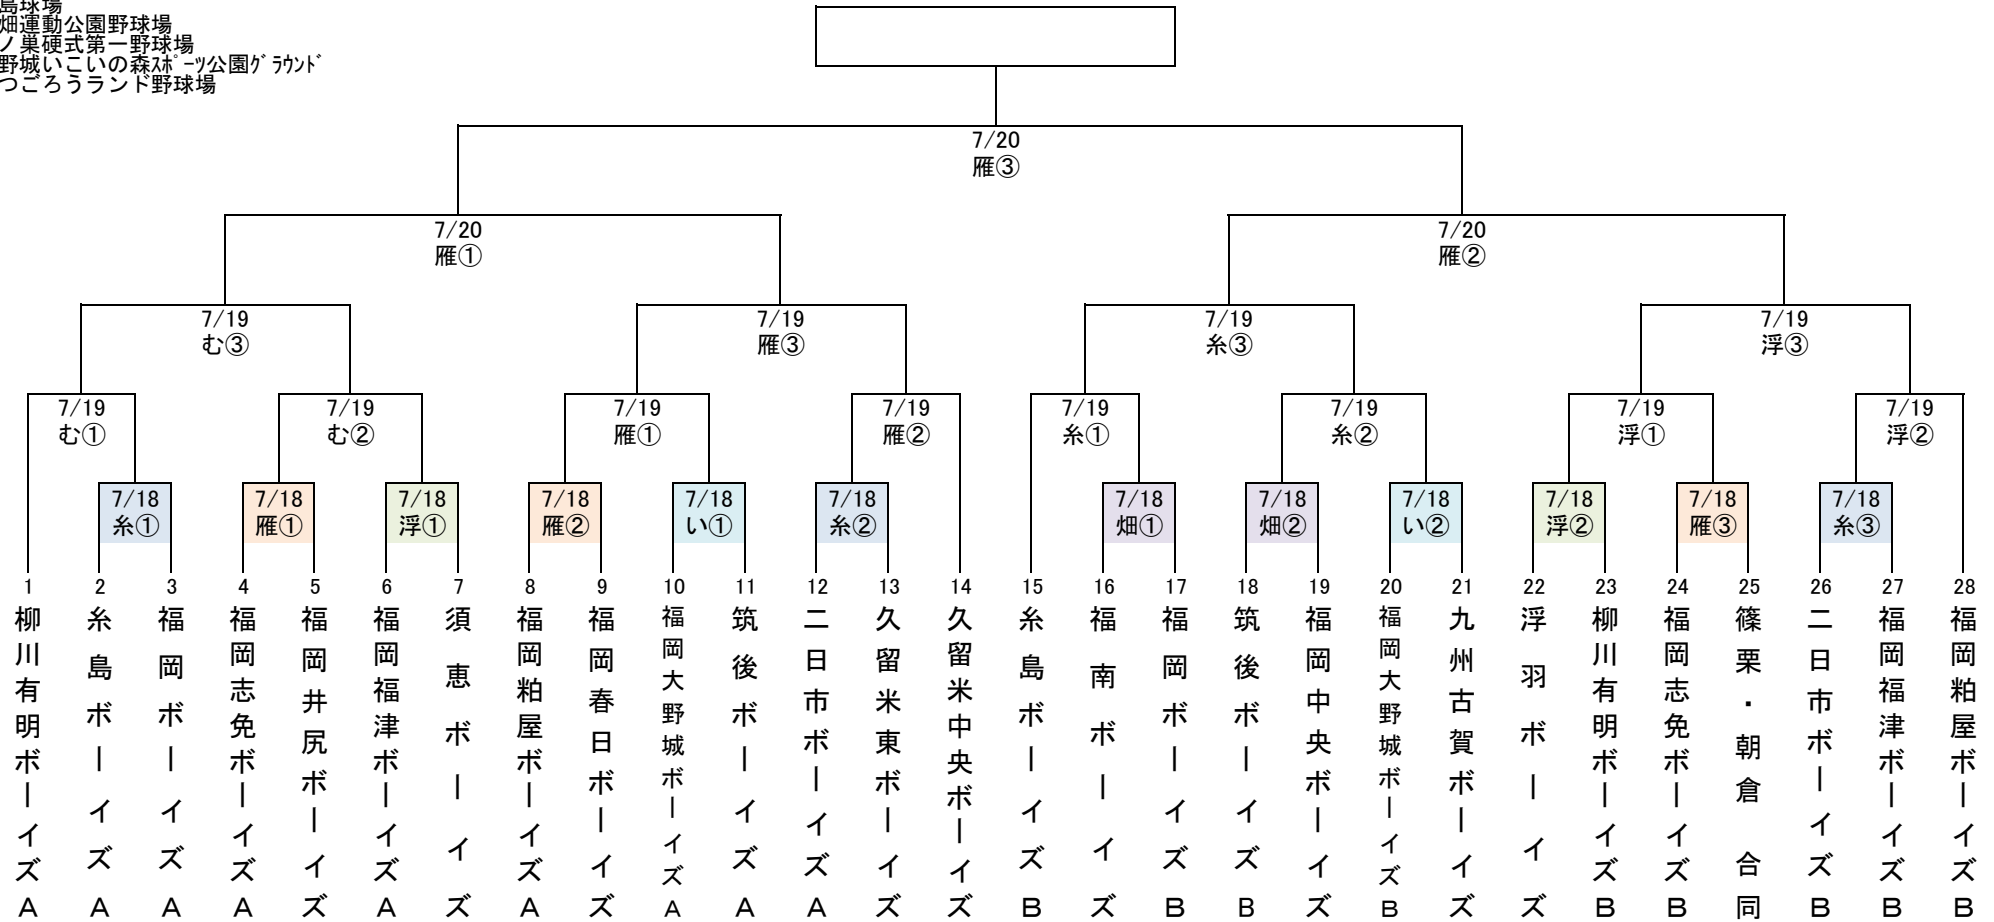 島球場
畑運動公園野球場
ノ巣硬式第一野球場
野城いこいの森ｽﾎﾟｰﾂ公園ｸﾞﾗｳﾝﾄﾞ
つごろうランド野球場
7/20
雁③
7/20
雁①
7/20
雁②
7/19
む③
7/19
雁③
7/19
糸③
7/19
浮③
7/19
む①
7/19
む②
7/19
雁①
7/19
雁②
7/19
糸①
7/19
糸②
7/19
浮①
7/19
浮②
7/18
糸①
7/18
雁①
7/18
浮①
7/18
雁②
7/18
い①
7/18
糸②
7/18
畑①
7/18
畑②
7/18
い②
7/18
浮②
7/18
雁③
7/18
糸③
1
柳川有明ボーイズA
2
糸島ボーイズA
3
福岡ボーイズA
4
福岡志免ボーイズA
5
福岡井尻ボーイズ
6
福岡福津ボーイズA
7
須恵ボーイズ
8
福岡粕屋ボーイズA
9
福岡春日ボーイズ
10
福岡大野城ボーイズA
11
筑後ボーイズA
12
二日市ボーイズA
13
久留米東ボーイズ
14
久留米中央ボーイズ
15
糸島ボーイズB
16
福南ボーイズ
17
福岡ボーイズB
18
筑後ボーイズB
19
福岡中央ボーイズ
20
福岡大野城ボーイズB
21
九州古賀ボーイズ
22
浮羽ボーイズ
23
柳川有明ボーイズB
24
福岡志免ボーイズB
25
篠栗・朝倉 合同
26
二日市ボーイズB
27
福岡福津ボーイズB
28
福岡粕屋ボーイズB